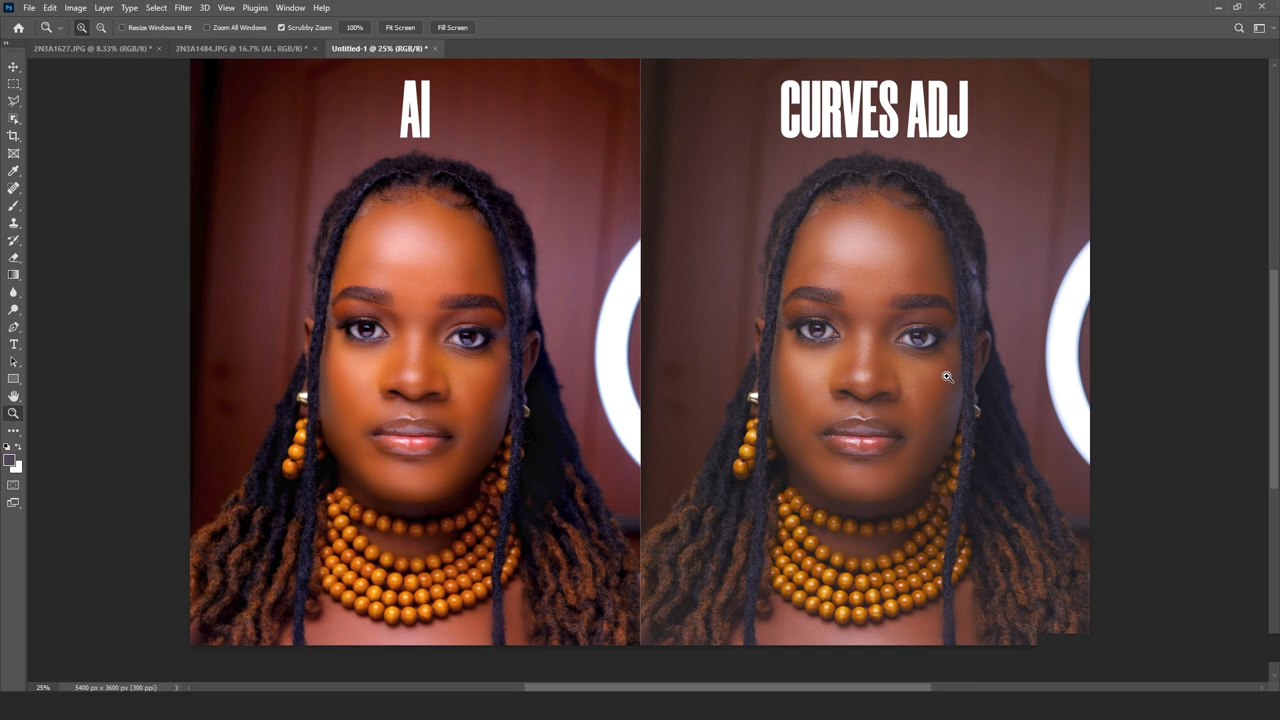 Ps File Edit Image Layer Type Select Filter 3D View Plugins Window Help
Resize Windows to Fit Zoom All Windows Scrubby Zoom 100% Fit Screen Fill Screen
2N3A1627.JPG @ 8.33% (RGB/8) * × 2N3A1484.JPG @ 16.7% (AI , RGB/8) * × Untitled-1 @ 25% (RGB/8) * ×
AI
CURVES ADJ
25% 5400 px x 3600 px (300 ppi)